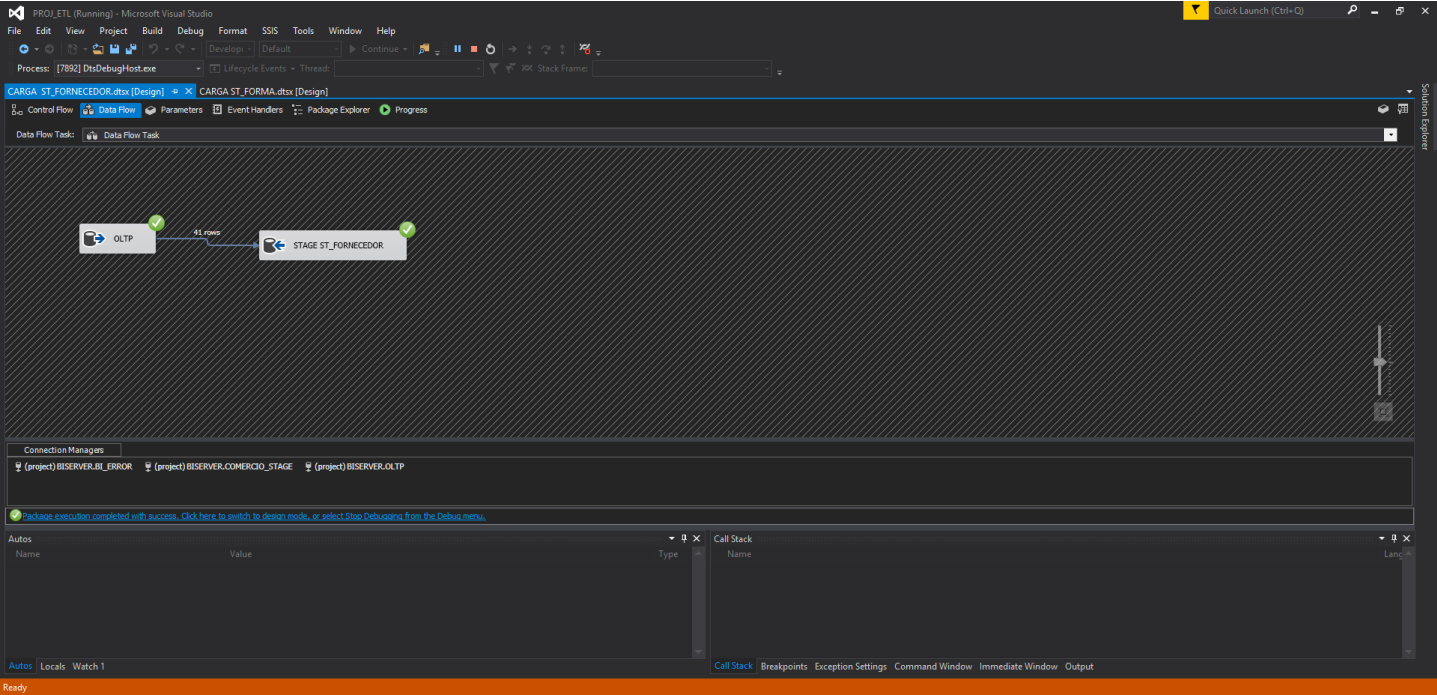 PROJ_ETL (Running) - Microsoft Visual Studio
Quick Launch (Ctrl+Q)
File Edit View Project Build Debug Format SSIS Tools Window Help
Developi Default Continue
Process: [7892] DtsDebugHost.exe Lifecycle Events Thread: Stack Frame:
CARGA ST_FORNECEDOR.dtsx [Design] CARGA ST_FORMA.dtsx [Design]
Solution Explorer
Control Flow Data Flow Parameters Event Handlers Package Explorer Progress
Data Flow Task: Data Flow Task
OLTP
41 rows
STAGE ST_FORNECEDOR
Connection Managers
(project) BISERVER.BI_ERROR (project) BISERVER.COMERCIO_STAGE (project) BISERVER.OLTP
Package execution completed with success. Click here to switch to design mode, or select Stop Debugging from the Debug menu.
Autos
Name Value Type
Autos Locals Watch 1
Call Stack
Name Lang
Call Stack Breakpoints Exception Settings Command Window Immediate Window Output
Ready